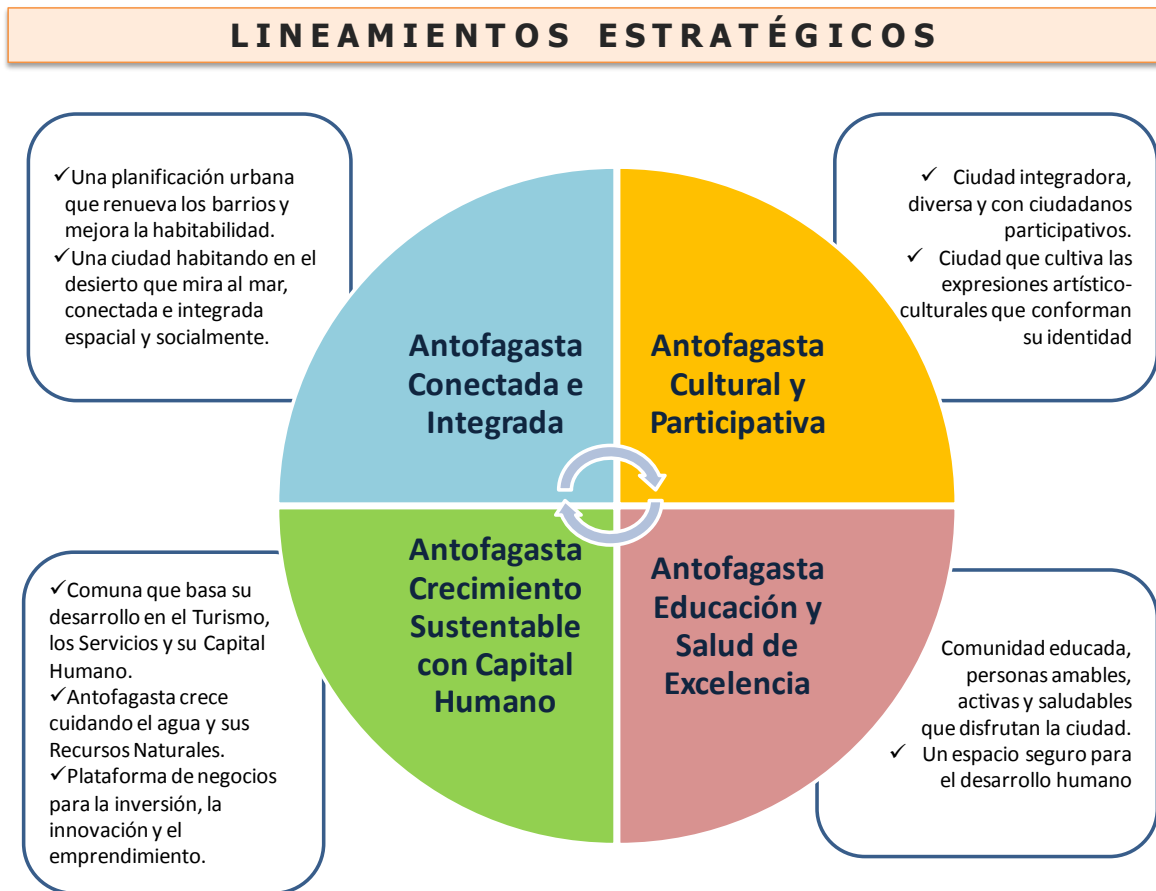 LINEAMIENTOS ESTRATÉGICOS
✓Una planificación urbana
que renueva los barrios y
mejora la habitabilidad.
✓Una ciudad habitando en el
desierto que mira al mar,
conectada e integrada
espacial y socialmente.
✓ Ciudad integradora,
diversa y con ciudadanos
participativos.
✓ Ciudad que cultiva las
expresiones artístico-
culturales que conforman
su identidad
Antofagasta
Conectada e
Integrada
Antofagasta
Cultural y
Participativa
Antofagasta
Crecimiento
Sustentable
con Capital
Humano
Antofagasta
Educación y
Salud de
Excelencia
✓Comuna que basa su
desarrollo en el Turismo,
los Servicios y su Capital
Humano.
✓Antofagasta crece
cuidando el agua y sus
Recursos Naturales.
✓Plataforma de negocios
para la inversión, la
innovación y el
emprendimiento.
Comunidad educada,
personas amables,
activas y saludables
que disfrutan la ciudad.
✓ Un espacio seguro para
el desarrollo humano